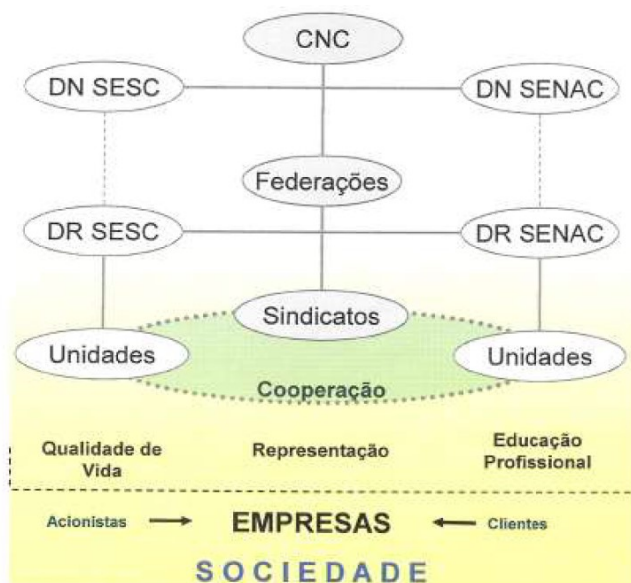 CNC
DN SESC
DN SENAC
Federações
DR SESC
DR SENAC
Sindicatos
Unidades
Unidades
Cooperação
Qualidade de
Vida
Representação
Educação
Profissional
Acionistas
EMPRESAS
Clientes
SOCIEDADE